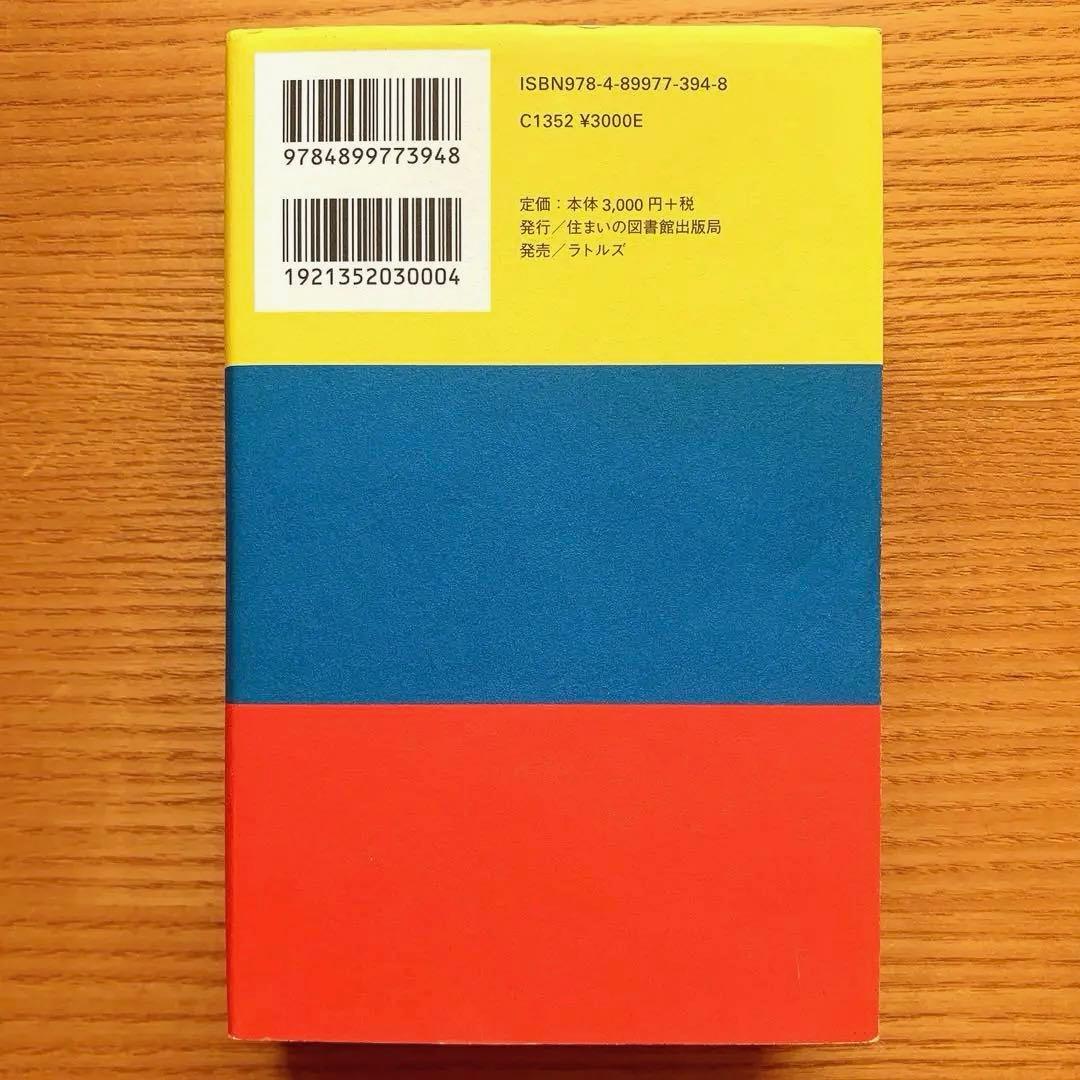 9784899773948
1921352030004
ISBN978-4-89977-394-8
C1352 ¥3000E
定価：本体 3,000 円＋税
発行／住まいの図書館出版局
発売／ラトルズ